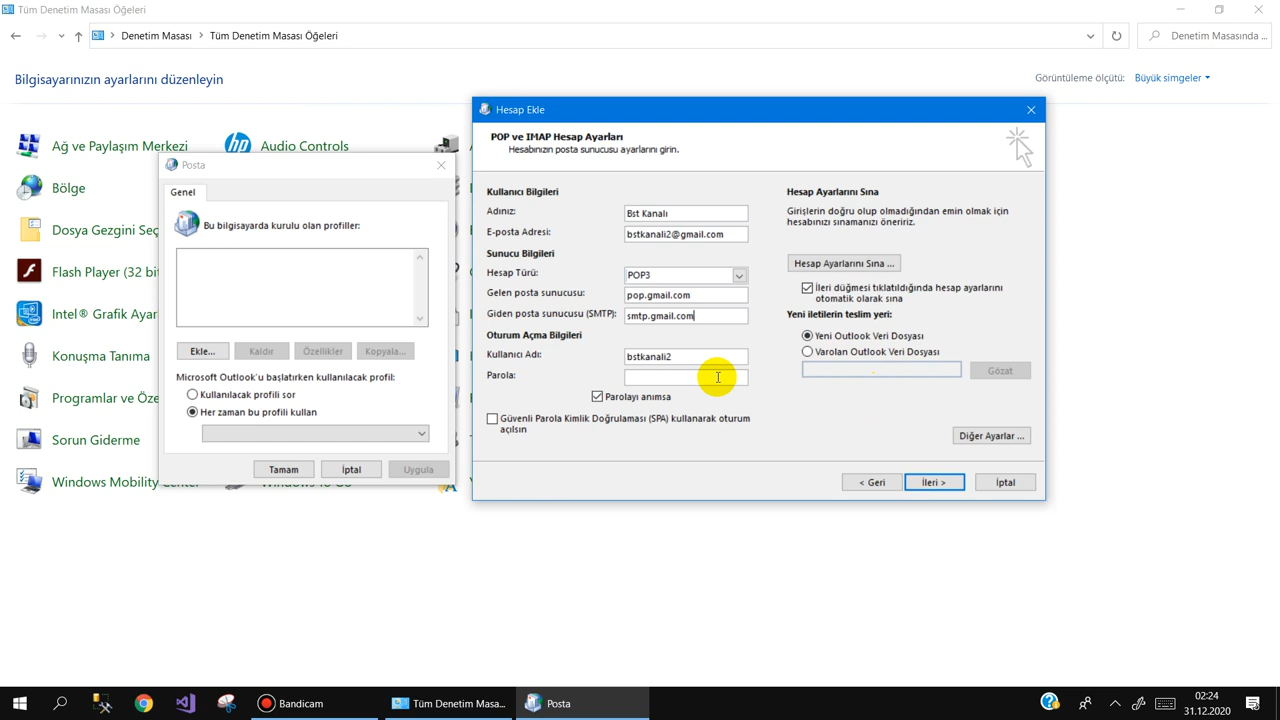 Tüm Denetim Masası Öğeleri
Denetim Masası > Tüm Denetim Masası Öğeleri
Denetim Masasında ...
Bilgisayarınızın ayarlarını düzenleyin
Görüntüleme ölçütü: Büyük simgeler
Ağ ve Paylaşım Merkezi
Audio Controls
Bölge
Dosya Gezgini Seç
Flash Player (32 bit
Intel® Grafik Ayar
Konuşma Tanıma
Programlar ve Öze
Sorun Giderme
Windows Mobility Center
Windows To Go
Posta
Genel
Bu bilgisayarda kurulu olan profiller:
Ekle...
Kaldır
Özellikler
Kopyala...
Microsoft Outlook'u başlatırken kullanılacak profil:
Kullanılacak profili sor
Her zaman bu profili kullan
Tamam
İptal
Uygula
Hesap Ekle
POP ve IMAP Hesap Ayarları
Hesabınızın posta sunucusu ayarlarını girin.
Kullanıcı Bilgileri
Adınız: Bst Kanalı
E-posta Adresi: bstkanali2@gmail.com
Sunucu Bilgileri
Hesap Türü: POP3
Gelen posta sunucusu: pop.gmail.com
Giden posta sunucusu (SMTP): smtp.gmail.com
Oturum Açma Bilgileri
Kullanıcı Adı: bstkanali2
Parola:
Parolayı anımsa
Güvenli Parola Kimlik Doğrulaması (SPA) kullanarak oturum
açılsın
Hesap Ayarlarını Sına
Girişlerin doğru olup olmadığından emin olmak için
hesabınızı sınamanızı öneririz.
Hesap Ayarlarını Sına ...
İleri düğmesi tıklatıldığında hesap ayarlarını
otomatik olarak sına
Yeni iletilerin teslim yeri:
Yeni Outlook Veri Dosyası
Varolan Outlook Veri Dosyası
Gözat
Diğer Ayarlar ...
< Geri
İleri >
İptal
Bandicam
Tüm Denetim Masa...
Posta
02:24
31.12.2020